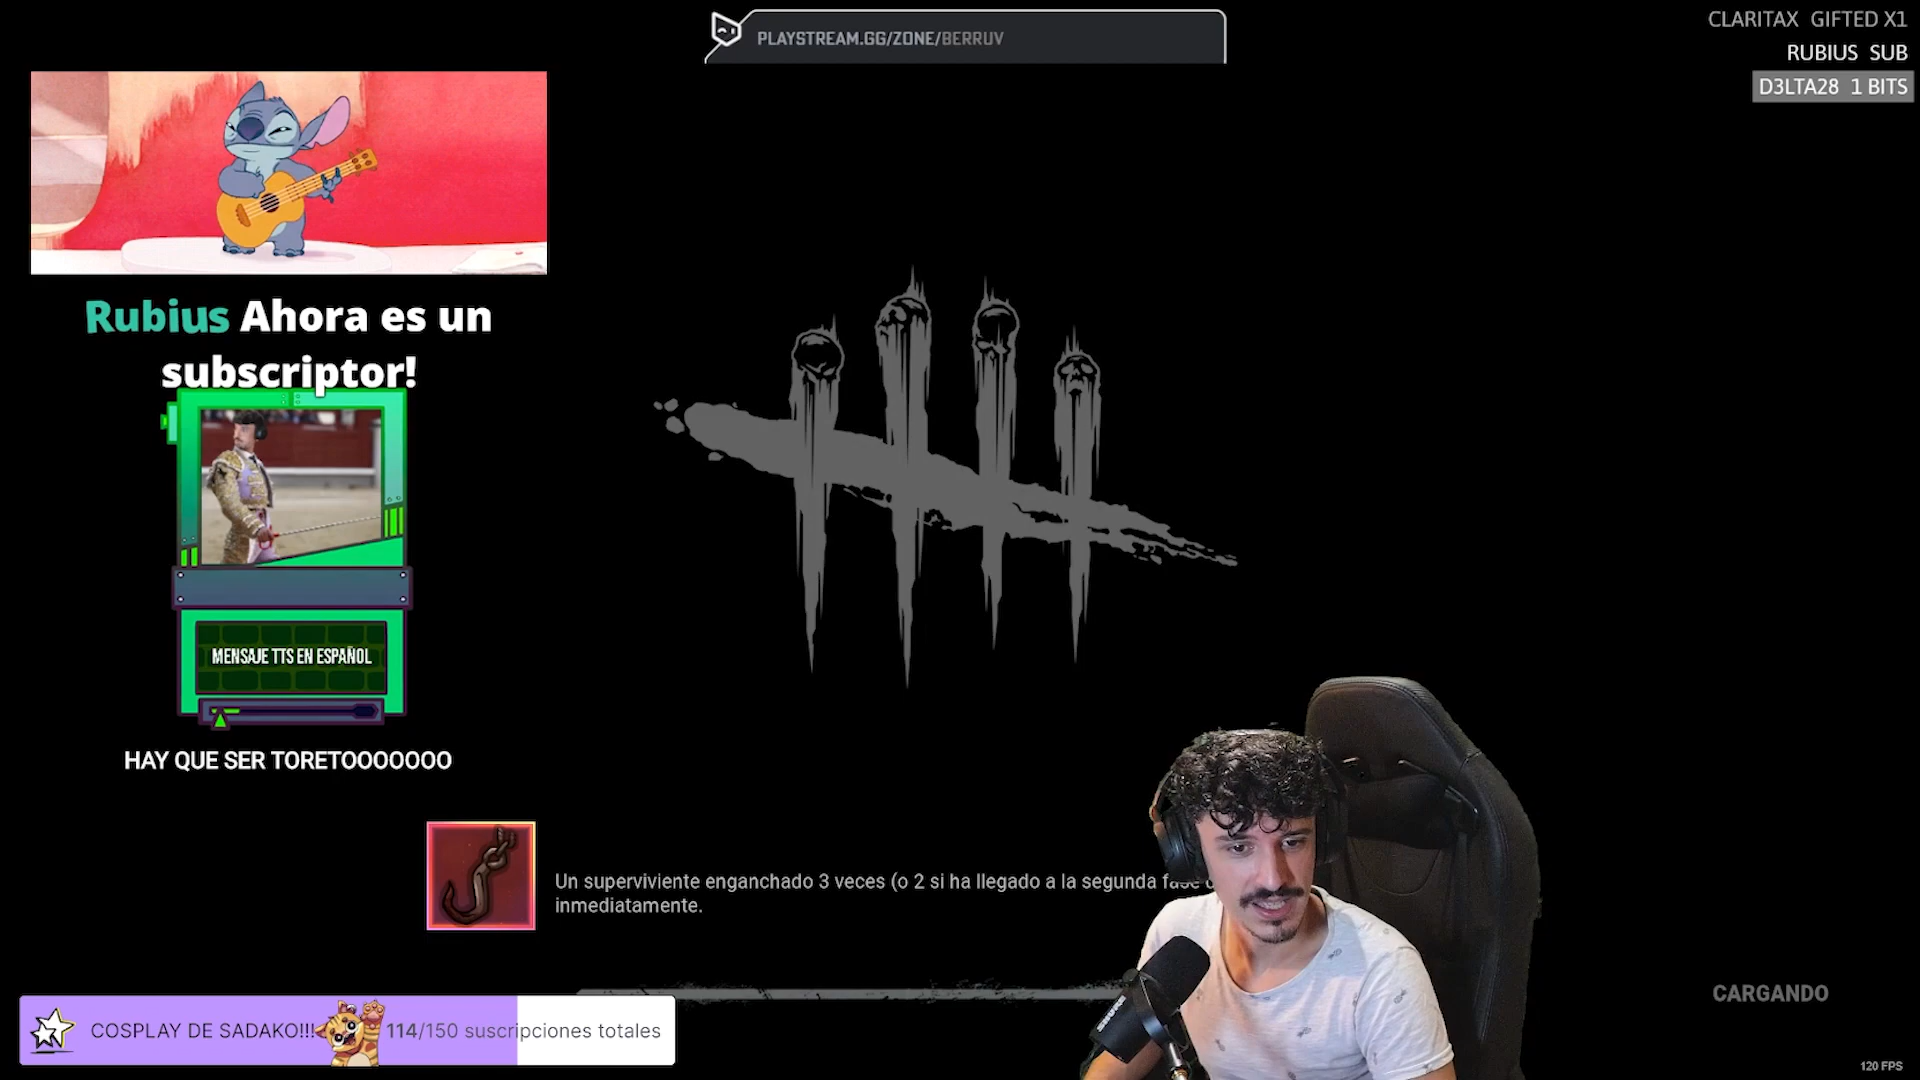 PLAYSTREAM.GG/ZONE/BERRUV
CLARITAX GIFTED X1
RUBIUS SUB
D3LTA28 1 BITS
Rubius Ahora es un
subscriptor!
MENSAJE TTS EN ESPAÑOL
HAY QUE SER TORETOOOOOOO
Un superviviente enganchado 3 veces (o 2 si ha llegado a la segunda fase
inmediatamente.
COSPLAY DE SADAKO!!! 114/150 suscripciones totales
CARGANDO
120 FPS